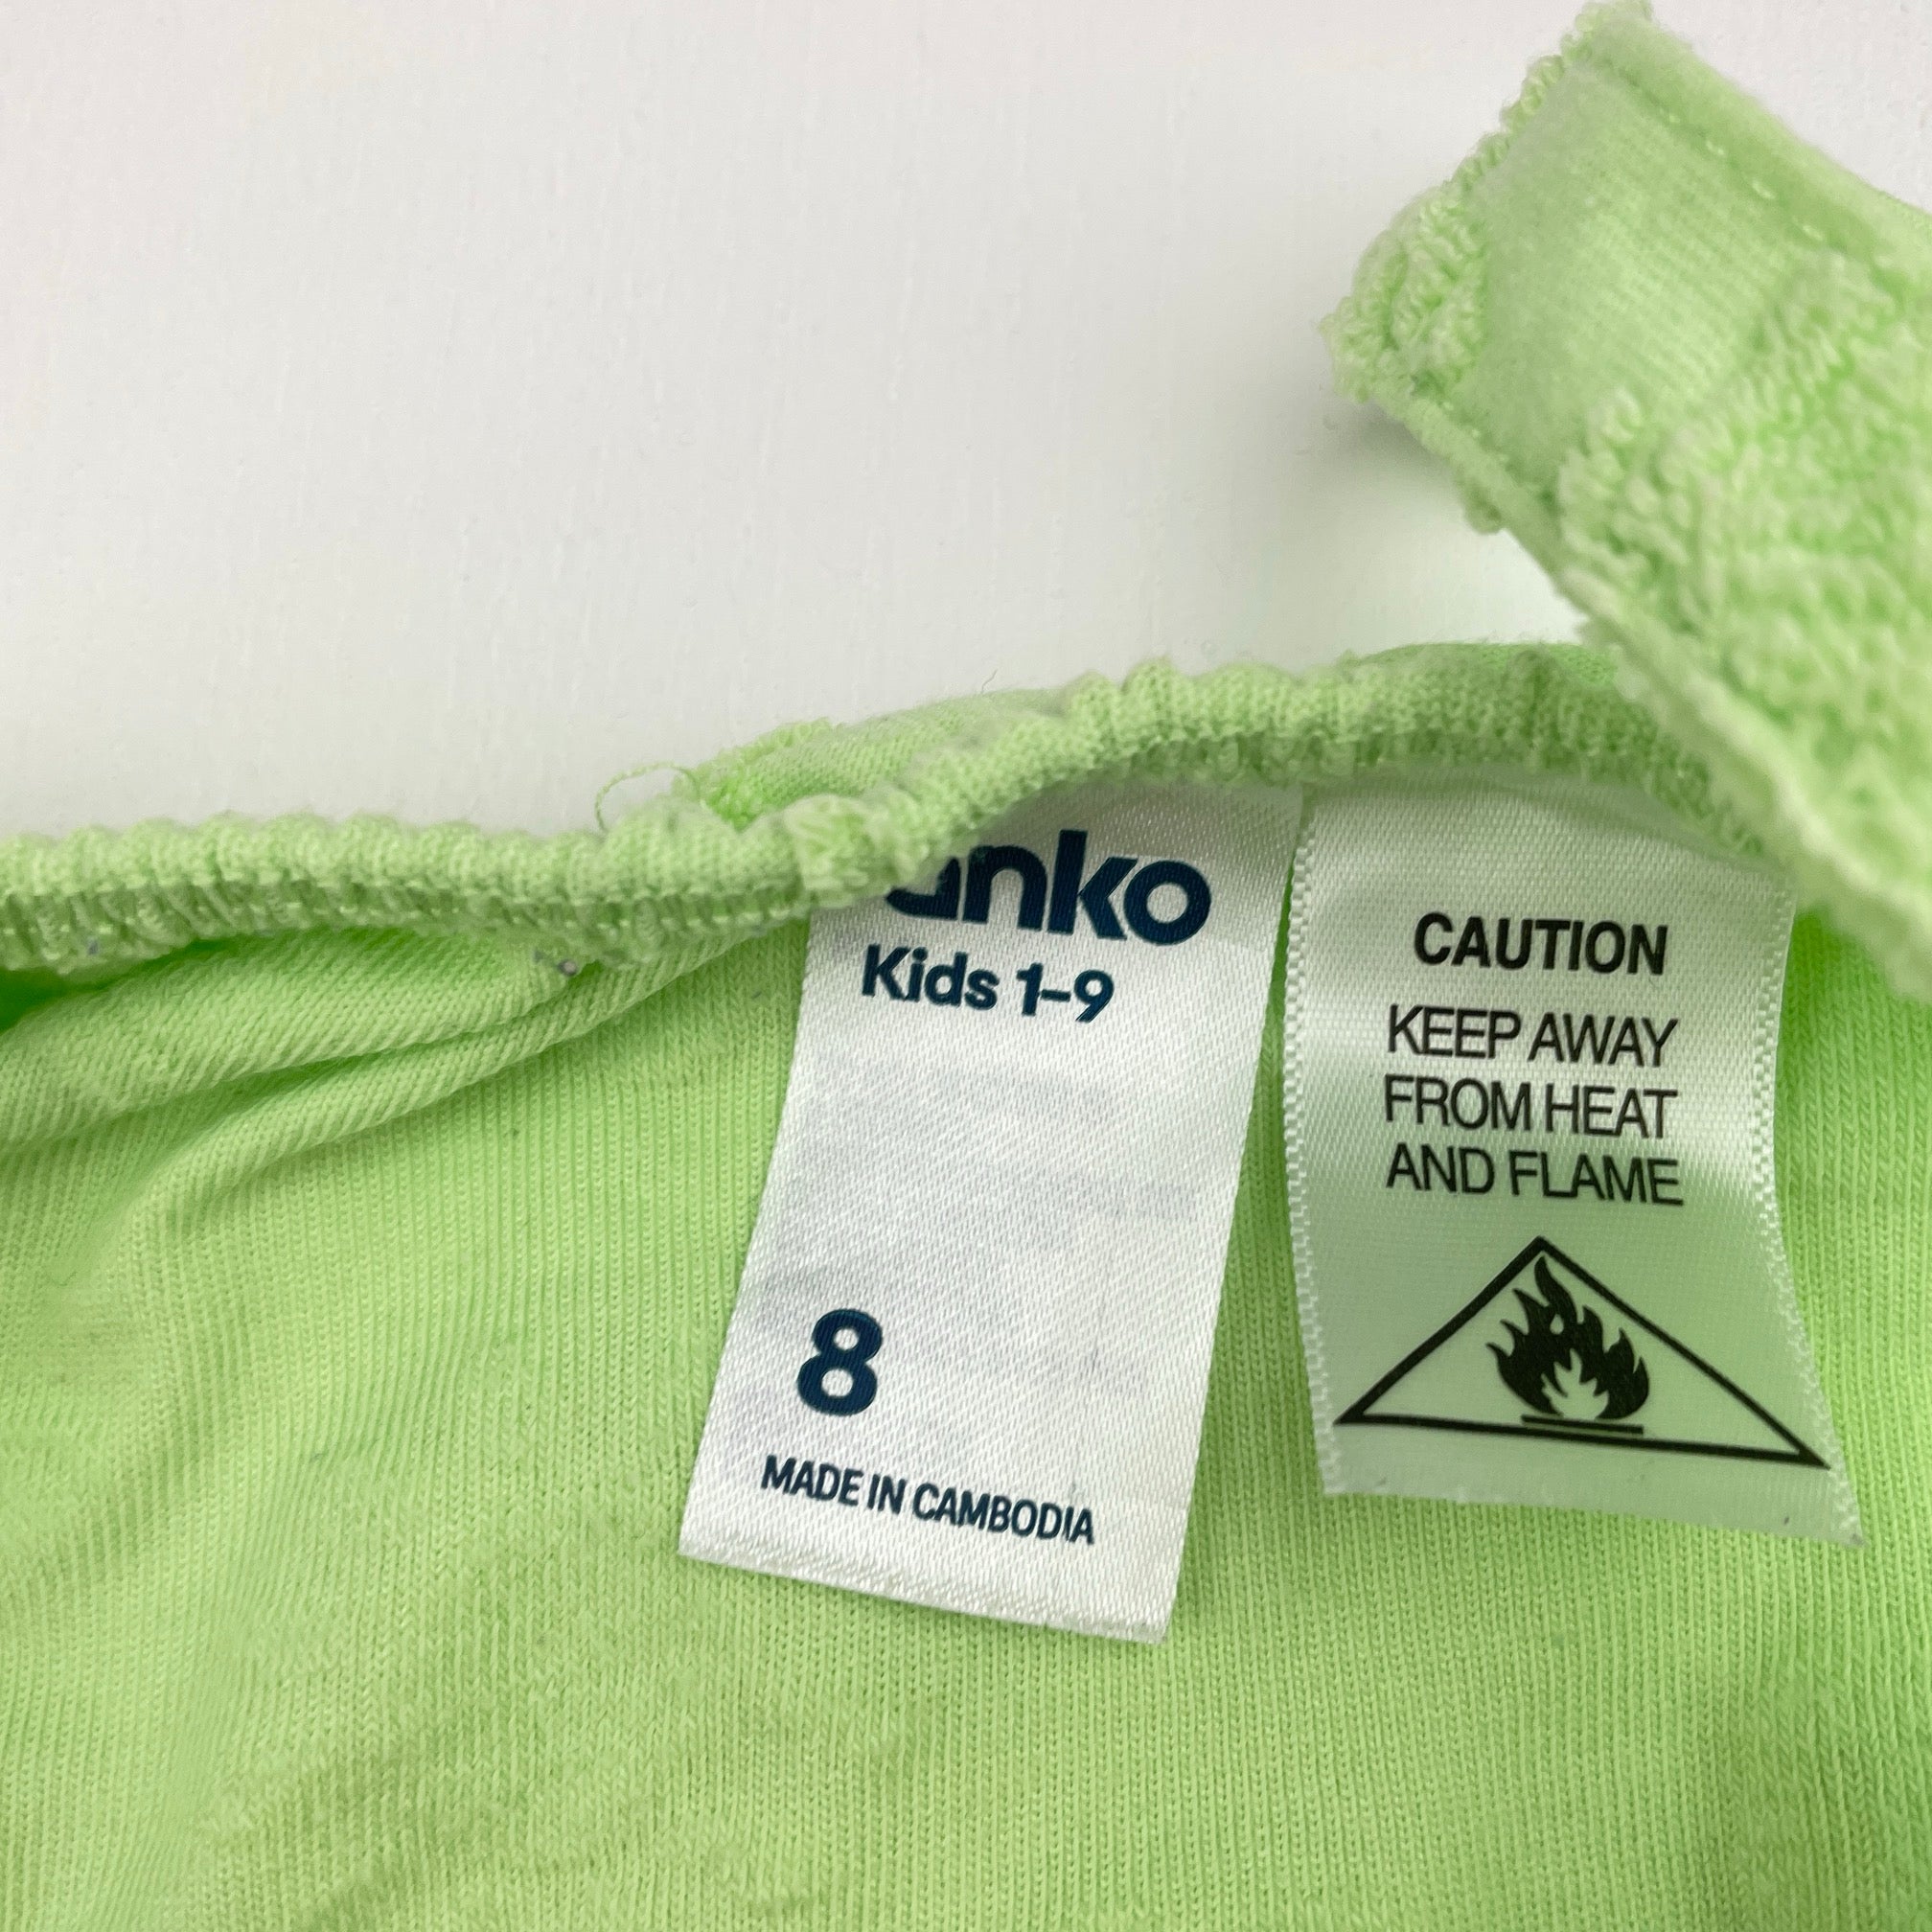 anko
Kids 1-9
8
MADE IN CAMBODIA
CAUTION
KEEP AWAY
FROM HEAT
AND FLAME